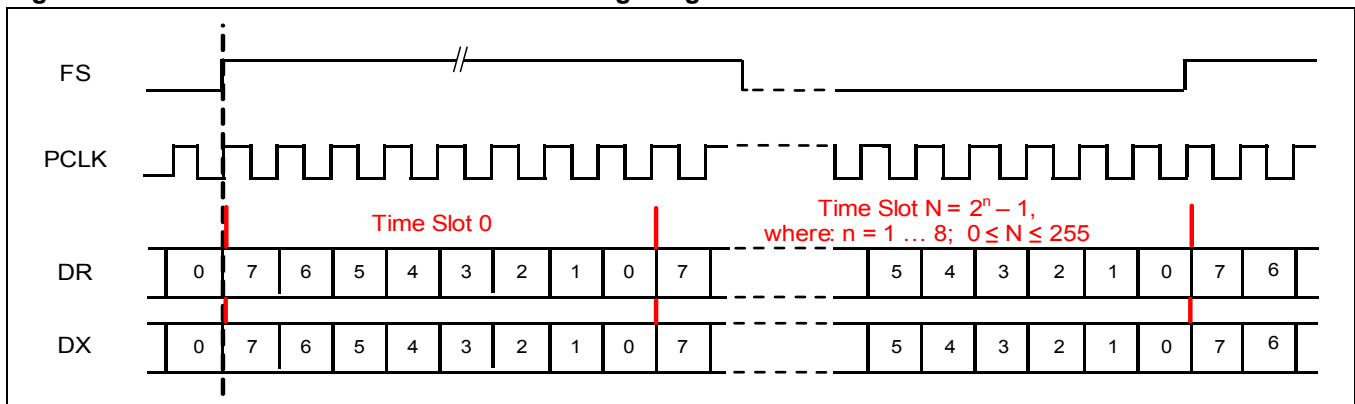 FS
PCLK
Time Slot 0
Time Slot N = 2ⁿ – 1,
where: n = 1 … 8; 0 ≤ N ≤ 255
DR 0 7 6 5 4 3 2 1 0 7 5 4 3 2 1 0 7 6
DX 0 7 6 5 4 3 2 1 0 7 5 4 3 2 1 0 7 6